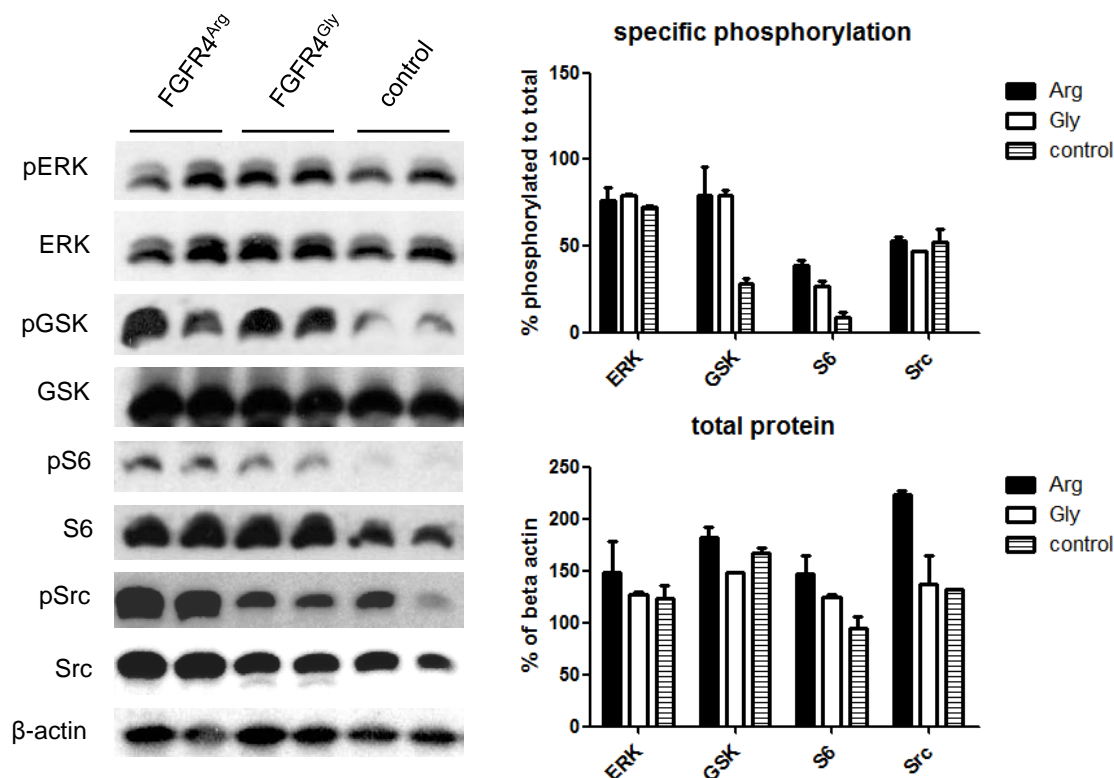 FGFR4Arg
FGFR4Gly
control
pERK
ERK
pGSK
GSK
pS6
S6
pSrc
Src
β-actin
specific phosphorylation
% phosphorylated to total
150
100
50
0
ERK
GSK
S6
Src
Arg
Gly
control
total protein
% of beta actin
250
200
150
100
50
0
ERK
GSK
S6
Src
Arg
Gly
control